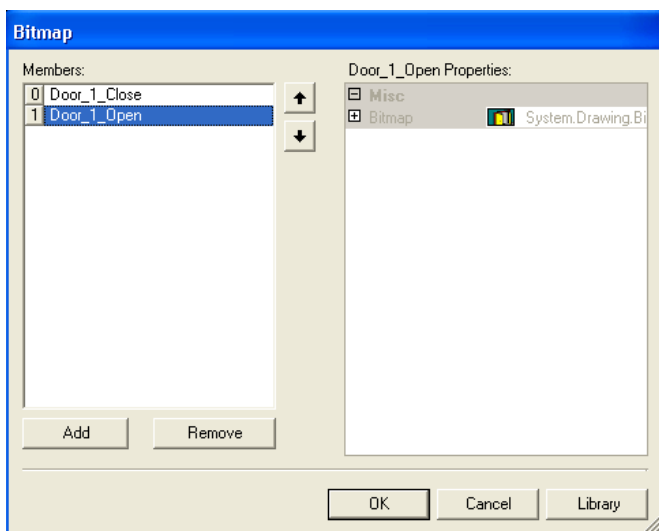 Bitmap
Members:
0 Door_1_Close
1 Door_1_Open
Door_1_Open Properties:
Misc
Bitmap System.Drawing.Bi
Add Remove
OK Cancel Library